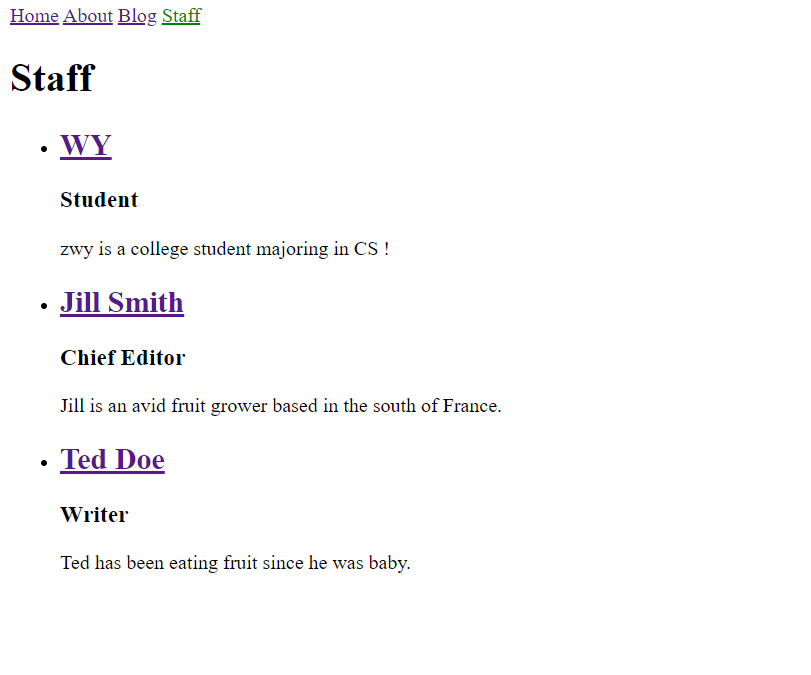 Home About Blog Staff
Staff
WY
Student
zwy is a college student majoring in CS !
Jill Smith
Chief Editor
Jill is an avid fruit grower based in the south of France.
Ted Doe
Writer
Ted has been eating fruit since he was baby.